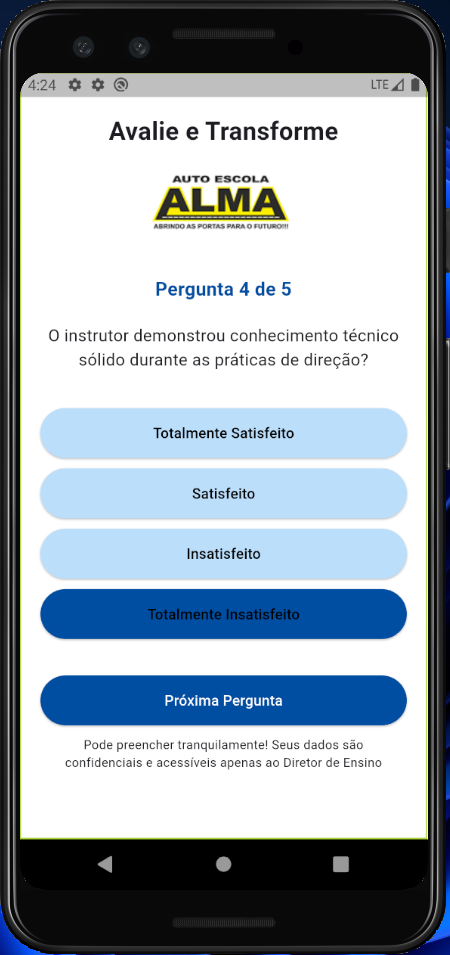 4:24
LTE
Avalie e Transforme
AUTO ESCOLA
ALMA
ABRINDO AS PORTAS PARA O FUTURO!!!
Pergunta 4 de 5
O instrutor demonstrou conhecimento técnico
sólido durante as práticas de direção?
Totalmente Satisfeito
Satisfeito
Insatisfeito
Totalmente Insatisfeito
Próxima Pergunta
Pode preencher tranquilamente! Seus dados são
confidenciais e acessíveis apenas ao Diretor de Ensino